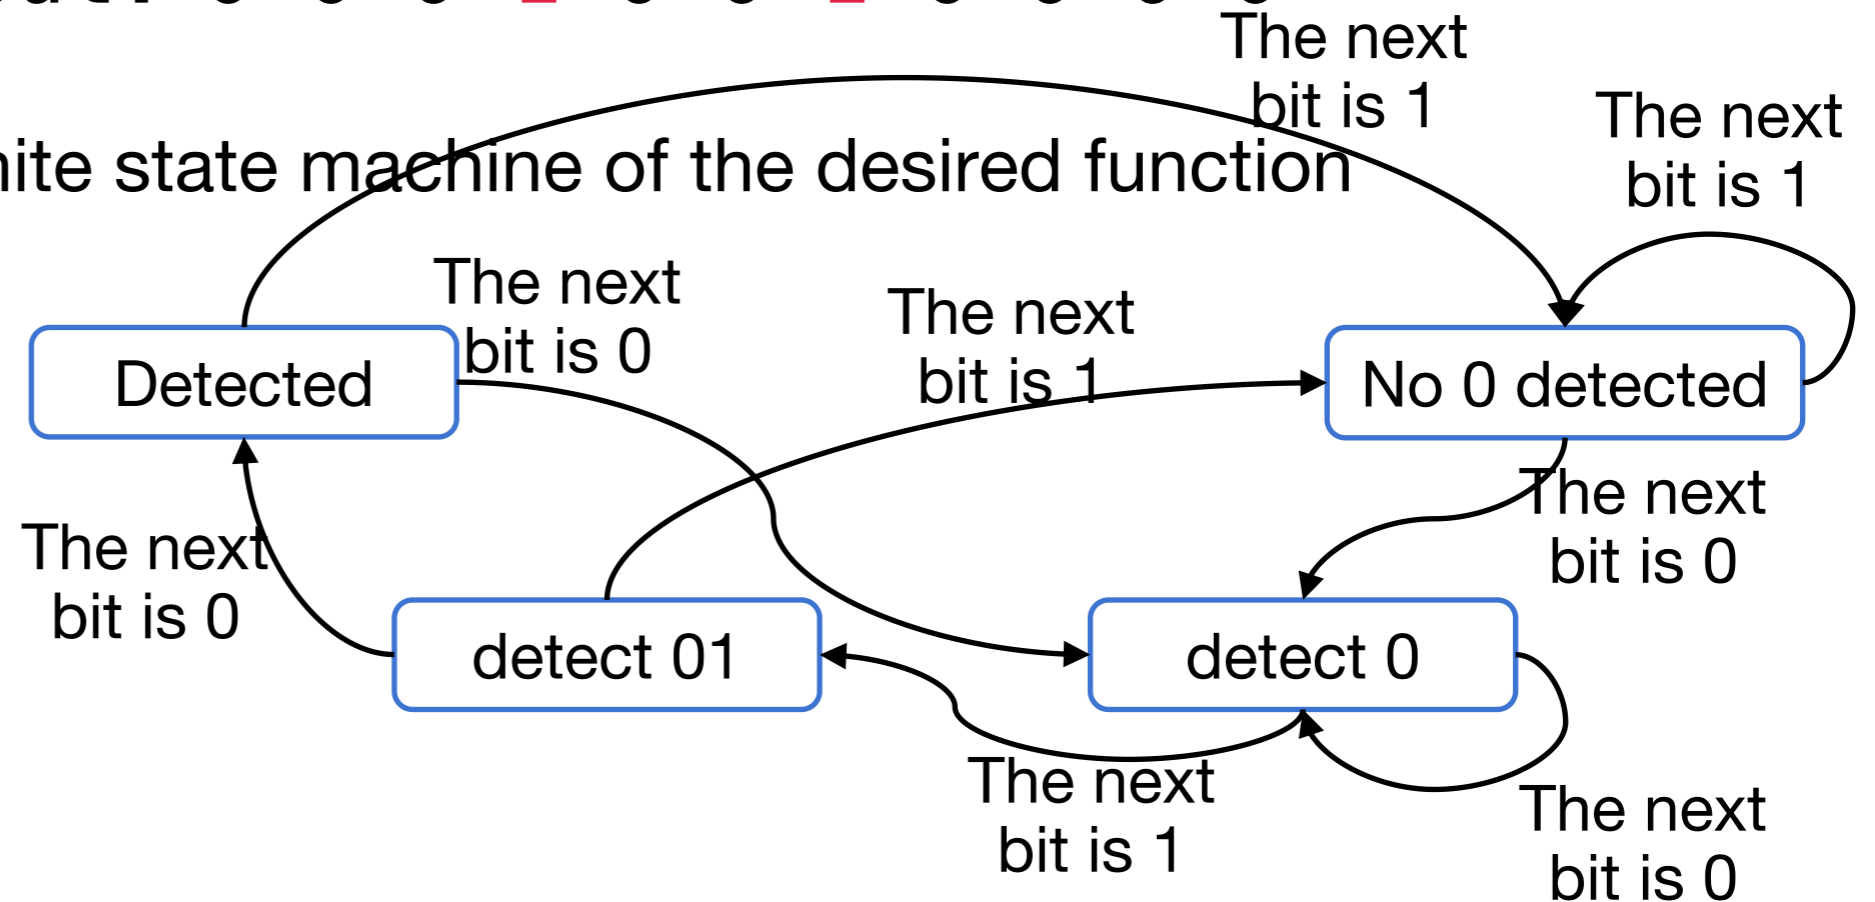 The next
bit is 1
The next
bit is 1
nite state machine of the desired function
The next
bit is 0
The next
bit is 1
Detected
No 0 detected
The next
bit is 0
The next
bit is 0
detect 01
detect 0
The next
bit is 1
The next
bit is 0